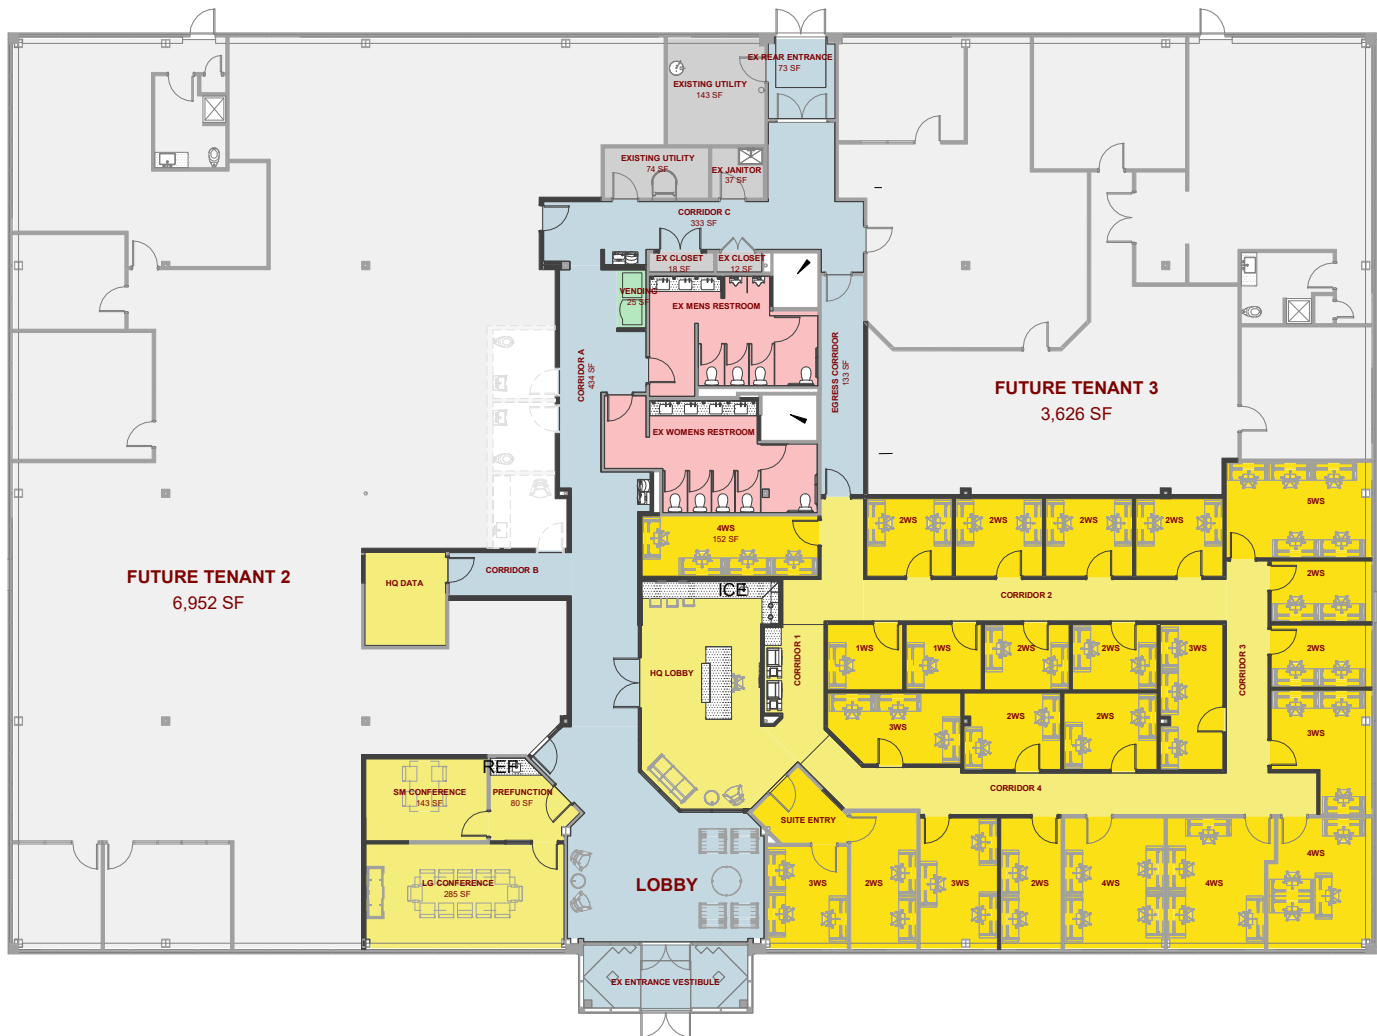 EX REAR ENTRANCE
73 SF
EXISTING UTILITY
143 SF
EXISTING UTILITY
74 SF
EX JANITOR
37 SF
CORRIDOR C
333 SF
EX CLOSET
18 SF
EX CLOSET
12 SF
VENDING
25 SF
EX MENS RESTROOM
CORRIDOR A
434 SF
EGRESS CORRIDOR
133 SF
FUTURE TENANT 3
3,626 SF
EX WOMENS RESTROOM
5WS
4WS
152 SF
2WS
2WS
2WS
2WS
FUTURE TENANT 2
6,952 SF
HQ DATA
CORRIDOR B
2WS
ICE
CORRIDOR 2
1WS
1WS
2WS
2WS
3WS
2WS
HQ LOBBY
CORRIDOR 1
CORRIDOR 3
3WS
2WS
2WS
3WS
REF
SM CONFERENCE
143 SF
PREFUNCTION
80 SF
CORRIDOR 4
SUITE ENTRY
LG CONFERENCE
285 SF
LOBBY
3WS
2WS
3WS
2WS
4WS
4WS
4WS
EX ENTRANCE VESTIBULE